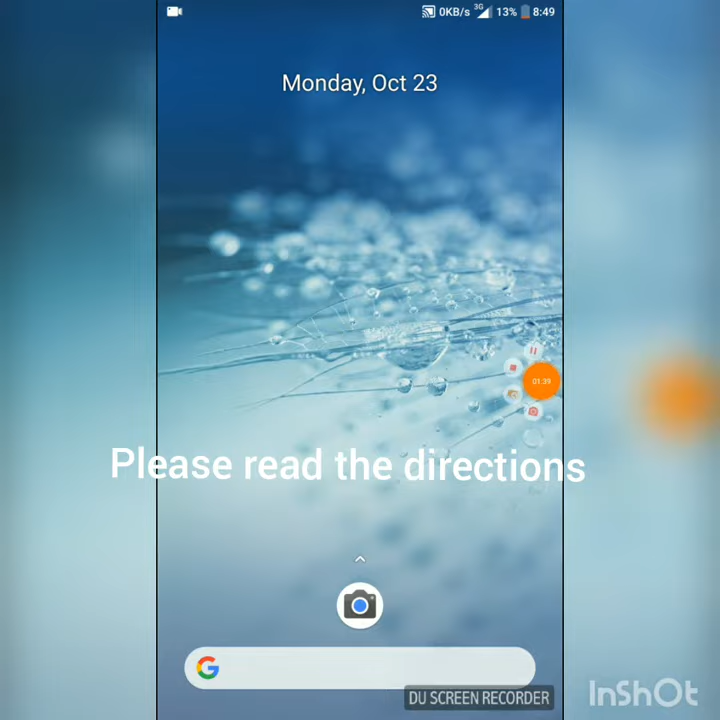 0KB/s 3G 13% 8:49
Monday, Oct 23
01:39
Please read the directions
G
DU SCREEN RECORDER
InShOt